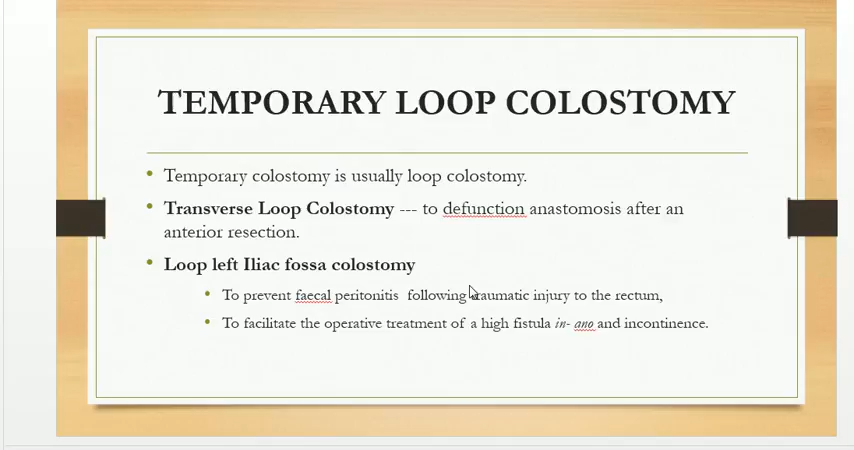 TEMPORARY LOOP COLOSTOMY
• Temporary colostomy is usually loop colostomy.
• Transverse Loop Colostomy --- to defunction anastomosis after an
anterior resection.
• Loop left Iliac fossa colostomy
• To prevent faecal peritonitis following traumatic injury to the rectum,
• To facilitate the operative treatment of a high fistula in- ano and incontinence.